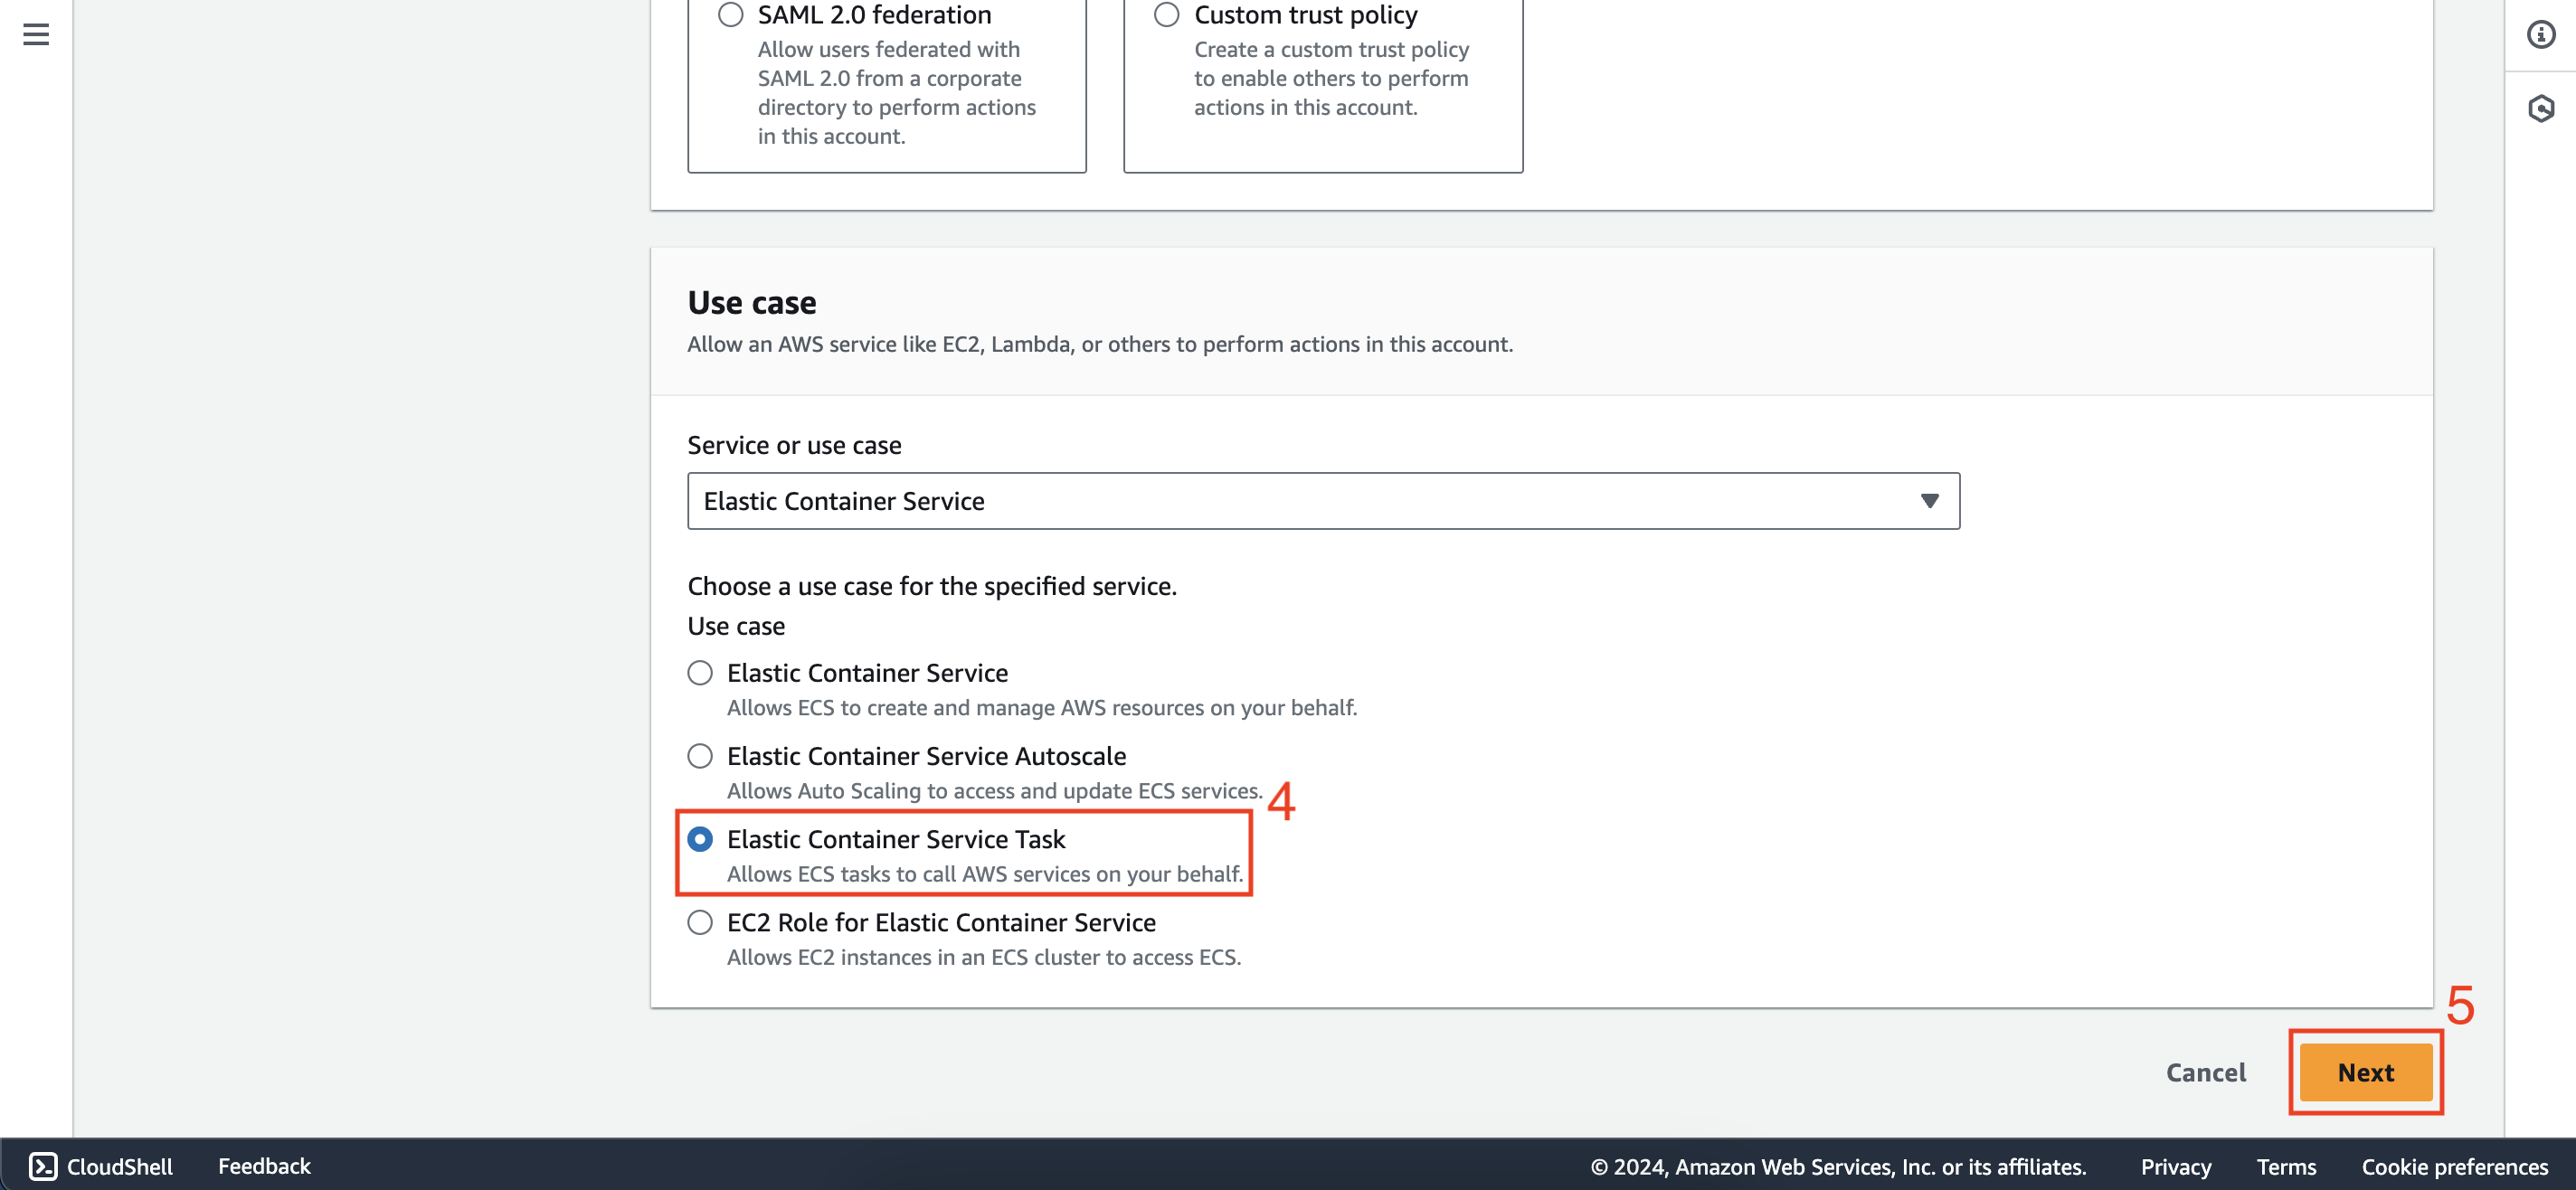 SAML 2.0 federation
Allow users federated with
SAML 2.0 from a corporate
directory to perform actions
in this account.
Custom trust policy
Create a custom trust policy
to enable others to perform
actions in this account.
Use case
Allow an AWS service like EC2, Lambda, or others to perform actions in this account.
Service or use case
Elastic Container Service
Choose a use case for the specified service.
Use case
Elastic Container Service
Allows ECS to create and manage AWS resources on your behalf.
Elastic Container Service Autoscale
Allows Auto Scaling to access and update ECS services.
4
Elastic Container Service Task
Allows ECS tasks to call AWS services on your behalf.
EC2 Role for Elastic Container Service
Allows EC2 instances in an ECS cluster to access ECS.
5
Cancel
Next
CloudShell
Feedback
© 2024, Amazon Web Services, Inc. or its affiliates.
Privacy
Terms
Cookie preferences